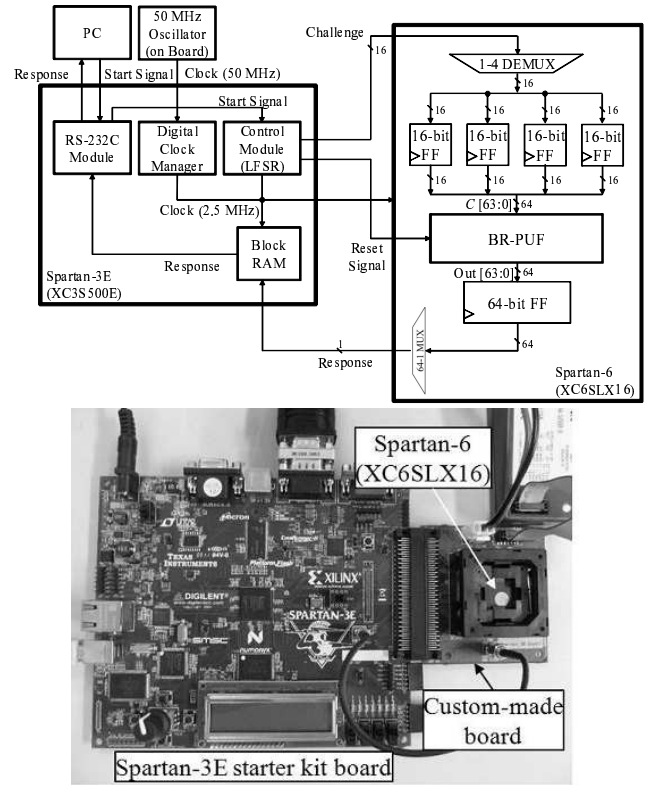 PC
50 MHz
Oscillator
(on Board)
Response
Start Signal
Clock (50 MHz)
Start Signal
RS-232C
Module
Digital
Clock
Manager
Control
Module
(LFSR)
Clock (2.5 MHz)
Response
Block
RAM
Spartan-3E
(XC3S500E)
Challenge
16
Reset
Signal
1
Response
1-4 DEMUX
16
16
16
16
16
16-bit
FF
16-bit
FF
16-bit
FF
16-bit
FF
16
16
16
16
C [63:0]
64
BR-PUF
Out [63:0]
64
64-bit FF
64
64-1 MUX
Spartan-6
(XC6SLX16)
Spartan-6
(XC6SLX16)
micron
TEXAS
INSTRUMENTS
Platform Flash
XILINX
DIGILENT
SPARTAN-3E
SMSC
numonyx
Custom-made
board
Spartan-3E starter kit board